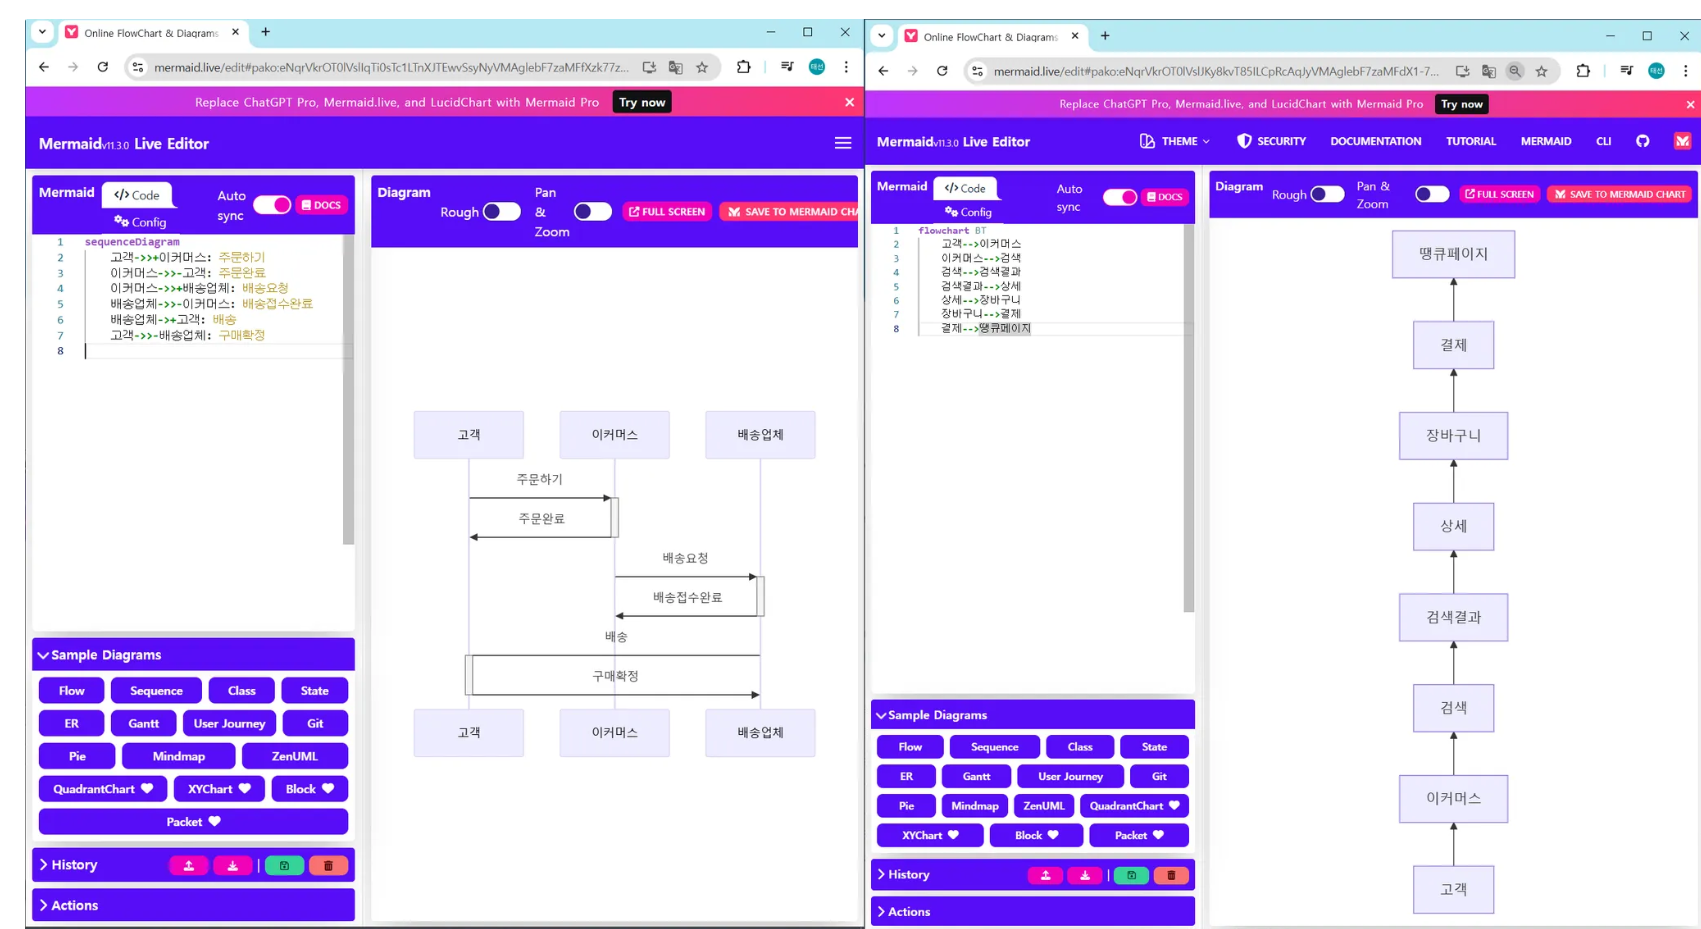 Online FlowChart & Diagrams
mermaid.live/edit#pako:eNqrVkrOT0lVslIqTi0sTc1LTnXJTEwvSsyNyVMAglebF7zaMFfXzk77z...
Replace ChatGPT Pro, Mermaid.live, and LucidChart with Mermaid Pro Try now
Mermaid v11.3.0 Live Editor
Mermaid Code Auto sync DOCS
Config
1 sequenceDiagram
2 고객->>+이커머스: 주문하기
3 이커머스->>-고객: 주문완료
4 이커머스->>+배송업체: 배송요청
5 배송업체->>-이커머스: 배송접수완료
6 배송업체->+고객: 배송
7 고객->>-배송업체: 구매확정
8
Diagram Rough Pan & Zoom FULL SCREEN SAVE TO MERMAID CHA
고객 이커머스 배송업체
주문하기
주문완료
배송요청
배송접수완료
배송
구매확정
고객 이커머스 배송업체
Sample Diagrams
Flow Sequence Class State
ER Gantt User Journey Git
Pie Mindmap ZenUML
QuadrantChart XYChart Block
Packet
History
Actions
Online FlowChart & Diagrams
태선
Replace ChatGPT Pro, Mermaid.live, and LucidChart with Mermaid Pro Try now
Mermaid v11.3.0 Live Editor THEME SECURITY DOCUMENTATION TUTORIAL MERMAID CLI
Mermaid Code Auto sync DOCS
Config
1 flowchart BT
2 고객-->이커머스
3 이커머스-->검색
4 검색-->검색결과
5 검색결과-->상세
6 상세-->장바구니
7 장바구니-->결제
8 결제-->땡큐페이지
Diagram Rough Pan & Zoom FULL SCREEN SAVE TO MERMAID CHART
땡큐페이지
결제
장바구니
상세
검색결과
검색
이커머스
고객
Sample Diagrams
Flow Sequence Class State
ER Gantt User Journey Git
Pie Mindmap ZenUML QuadrantChart
XYChart Block Packet
History
Actions